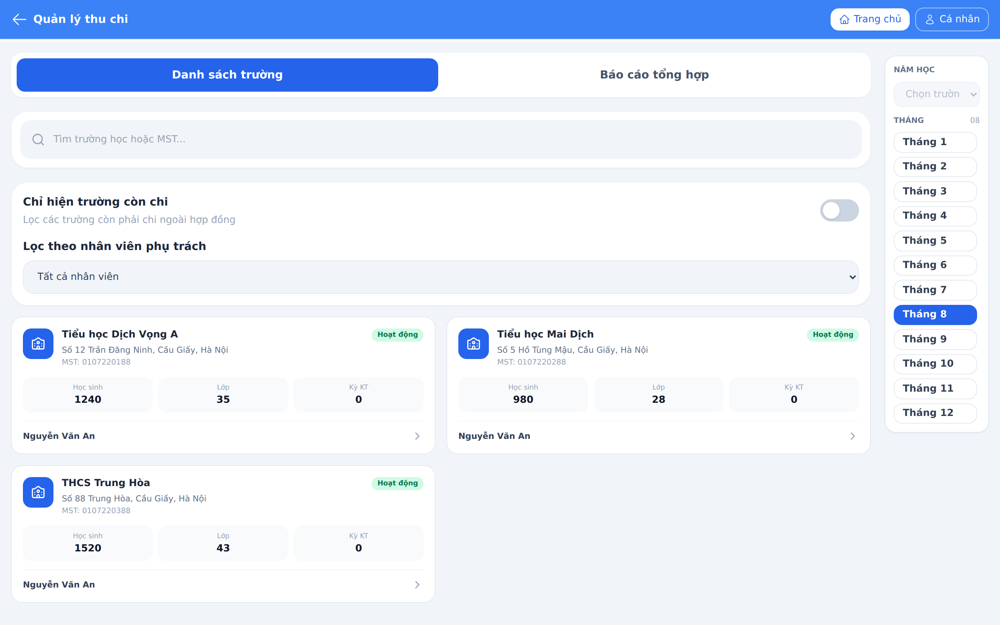 Quản lý thu chi
Trang chủ
Cá nhân
Danh sách trường
Báo cáo tổng hợp
Tìm trường học hoặc MST...
Chỉ hiện trường còn chi
Lọc các trường còn phải chi ngoài hợp đồng
Lọc theo nhân viên phụ trách
Tất cả nhân viên
Tiểu học Dịch Vọng A
Hoạt động
Số 12 Trần Đăng Ninh, Cầu Giấy, Hà Nội
MST: 0107220188
Học sinh
1240
Lớp
35
Kỳ KT
0
Nguyễn Văn An
Tiểu học Mai Dịch
Hoạt động
Số 5 Hồ Tùng Mậu, Cầu Giấy, Hà Nội
MST: 0107220288
Học sinh
980
Lớp
28
Kỳ KT
0
Nguyễn Văn An
THCS Trung Hòa
Hoạt động
Số 88 Trung Hòa, Cầu Giấy, Hà Nội
MST: 0107220388
Học sinh
1520
Lớp
43
Kỳ KT
0
Nguyễn Văn An
NĂM HỌC
Chọn trườn
THÁNG 08
Tháng 1
Tháng 2
Tháng 3
Tháng 4
Tháng 5
Tháng 6
Tháng 7
Tháng 8
Tháng 9
Tháng 10
Tháng 11
Tháng 12